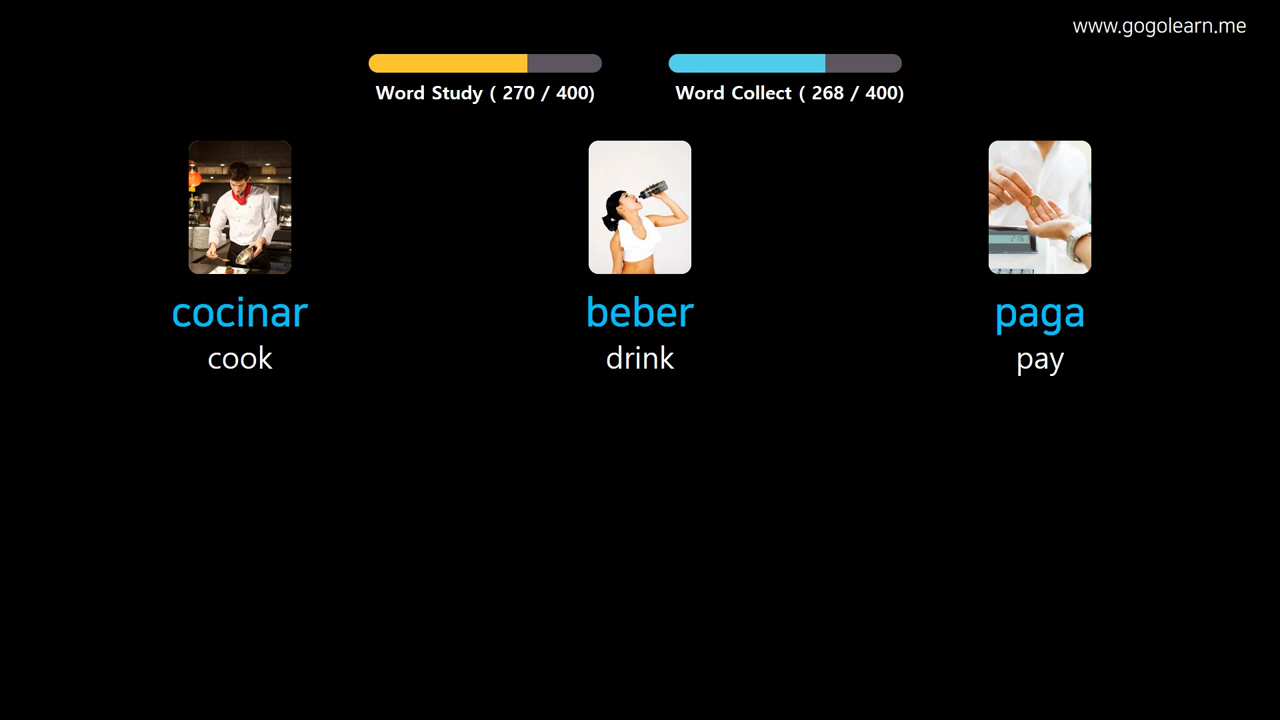 www.gogolearn.me
Word Study ( 270 / 400)
Word Collect ( 268 / 400)
cocinar
cook
beber
drink
paga
pay